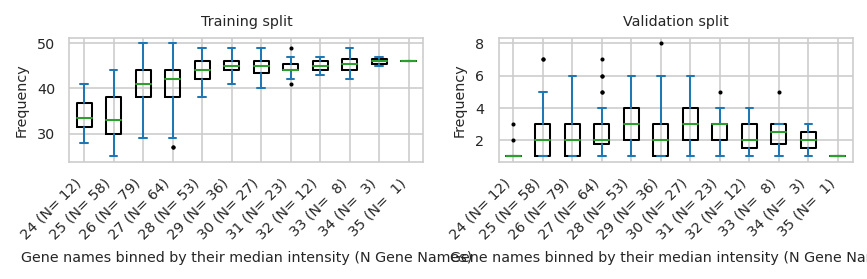 Training split
Frequency
50
40
30
24 (N= 12)
25 (N= 58)
26 (N= 79)
27 (N= 64)
28 (N= 53)
29 (N= 36)
30 (N= 27)
31 (N= 23)
32 (N= 12)
33 (N=  8)
34 (N=  3)
35 (N=  1)
Gene names binned by their median intensity (N Gene Names)
Validation split
Frequency
8
6
4
2
24 (N= 12)
25 (N= 58)
26 (N= 79)
27 (N= 64)
28 (N= 53)
29 (N= 36)
30 (N= 27)
31 (N= 23)
32 (N= 12)
33 (N=  8)
34 (N=  3)
35 (N=  1)
Gene names binned by their median intensity (N Gene Na